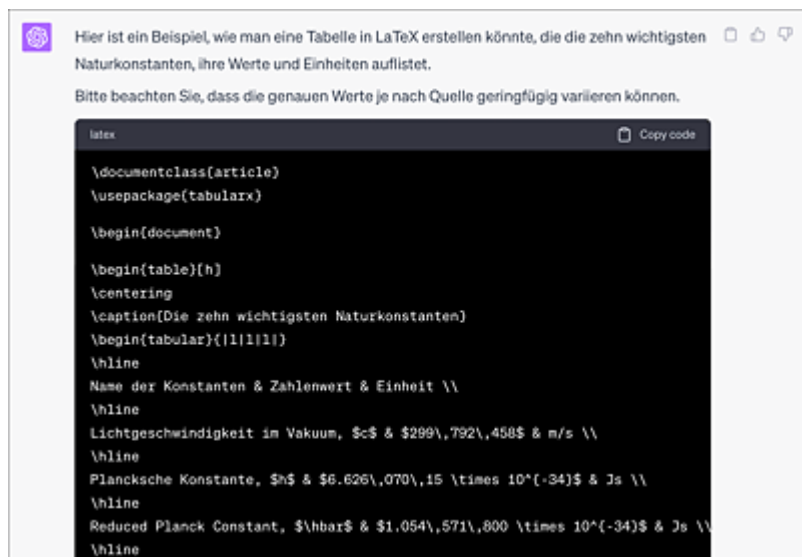 Hier ist ein Beispiel, wie man eine Tabelle in LaTeX erstellen könnte, die die zehn wichtigsten
Naturkonstanten, ihre Werte und Einheiten auflistet.
Bitte beachten Sie, dass die genauen Werte je nach Quelle geringfügig variieren können.
latex Copy code
\documentclass{article}
\usepackage{tabularx}
\begin{document}
\begin{table}[h]
\centering
\caption{Die zehn wichtigsten Naturkonstanten}
\begin{tabular}{|l|l|l|}
\hline
Name der Konstanten & Zahlenwert & Einheit \\
\hline
Lichtgeschwindigkeit im Vakuum, $c$ & $299\,792\,458$ & m/s \\
\hline
Plancksche Konstante, $h$ & $6.626\,070\,15 \times 10^{-34}$ & Js \\
\hline
Reduced Planck Constant, $\hbar$ & $1.054\,571\,800 \times 10^{-34}$ & Js \\
\hline